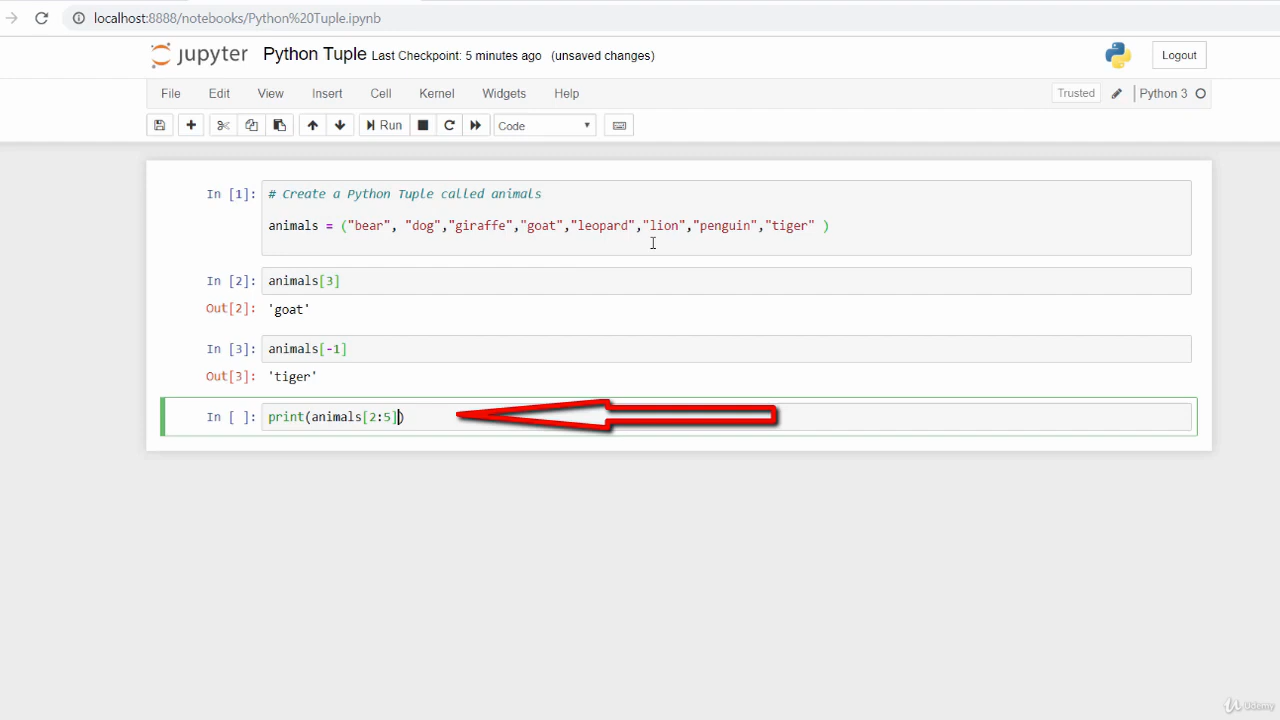 localhost:8888/notebooks/Python%20Tuple.ipynb
jupyter Python Tuple Last Checkpoint: 5 minutes ago (unsaved changes) Logout
File Edit View Insert Cell Kernel Widgets Help Trusted Python 3
Run Code
In [1]: # Create a Python Tuple called animals
animals = ("bear", "dog","giraffe","goat","leopard","lion","penguin","tiger" )
In [2]: animals[3]
Out[2]: 'goat'
In [3]: animals[-1]
Out[3]: 'tiger'
In [ ]: print(animals[2:5])
Udemy